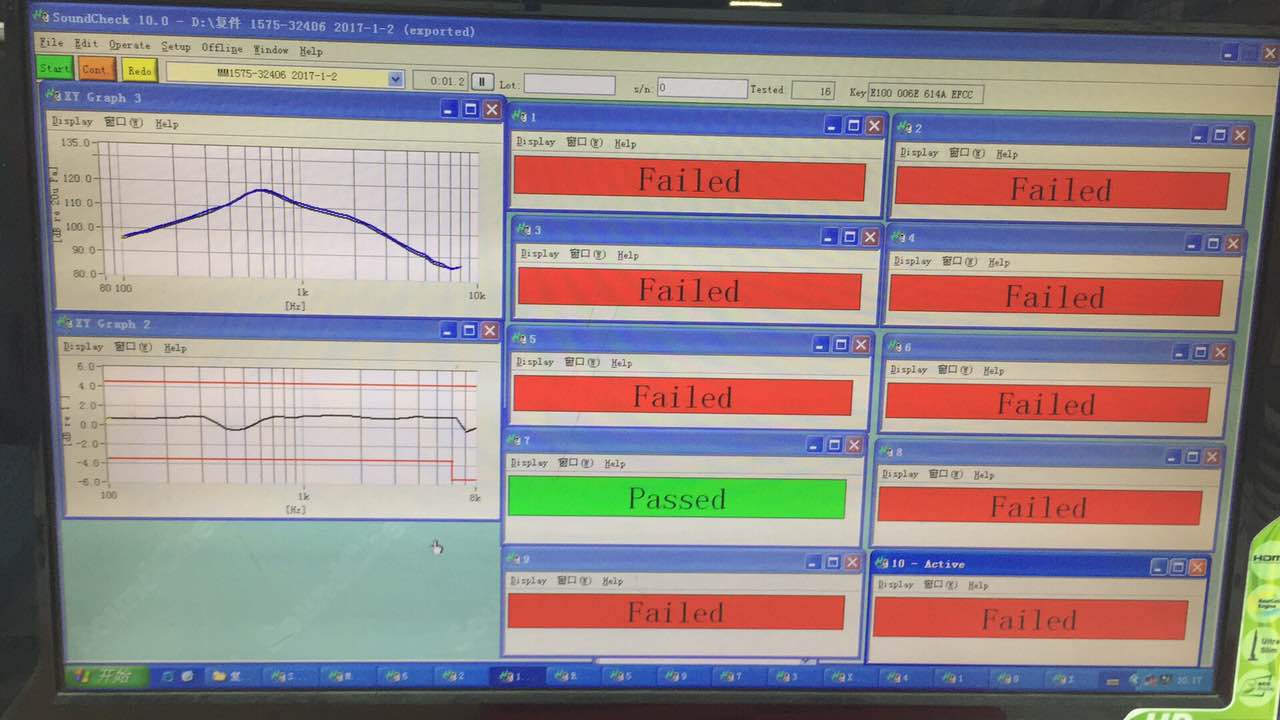 SoundCheck 10.0 - D:\复件 1575-32406 2017-1-2 (exported)
File Edit Operate Setup Offline Window Help
Start Cont. Redo MM1575-32406 2017-1-2 0:01.2 Lot: s/n: 0 Tested 16 Key E100 006E 614A EFCC
XY Graph 3
Display 窗口(W) Help
135.0
120.0
110.0
100.0
90.0
80.0
80 100 1k 10k
[Hz]
XY Graph 2
Display 窗口(W) Help
6.0
4.0
2.0
0.0
-2.0
-4.0
-6.0
100 1k 8k
[Hz]
1
Display 窗口(W) Help
Failed
2
Display 窗口(W) Help
Failed
3
Display 窗口(W) Help
Failed
4
Display 窗口(W) Help
Failed
5
Display 窗口(W) Help
Failed
6
Display 窗口(W) Help
Failed
7
Display 窗口(W) Help
Passed
8
Display 窗口(W) Help
Failed
9
Display 窗口(W) Help
Failed
10 - Active
Display 窗口(W) Help
Failed
开始 10:17